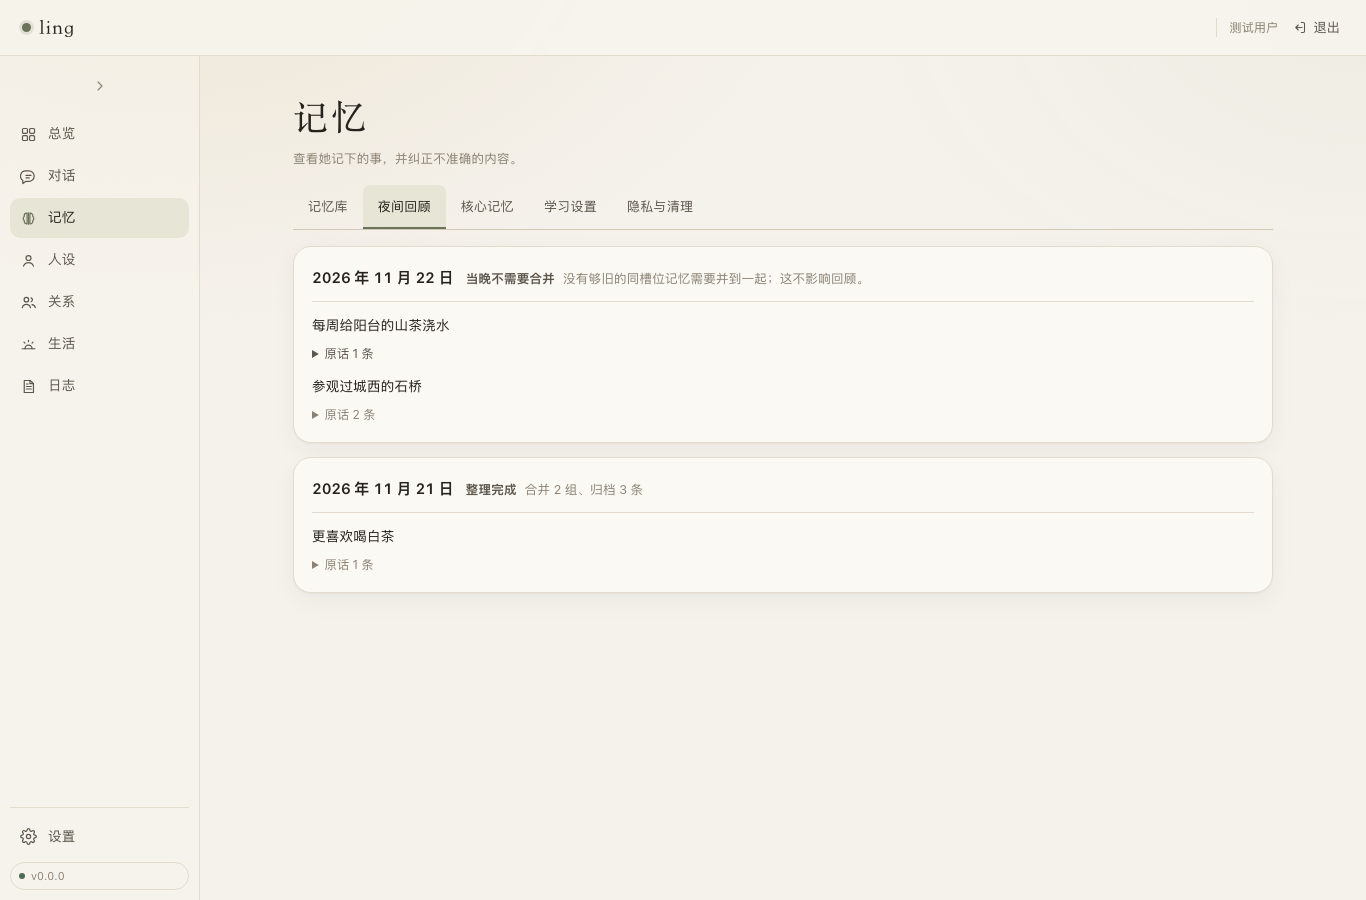 ling
测试用户
退出
总览
对话
记忆
人设
关系
生活
日志
设置
v0.0.0
记忆
查看她记下的事，并纠正不准确的内容。
记忆库 夜间回顾 核心记忆 学习设置 隐私与清理
2026 年 11 月 22 日 当晚不需要合并 没有够旧的同槽位记忆需要并到一起；这不影响回顾。
每周给阳台的山茶浇水
原话 1 条
参观过城西的石桥
原话 2 条
2026 年 11 月 21 日 整理完成 合并 2 组、归档 3 条
更喜欢喝白茶
原话 1 条